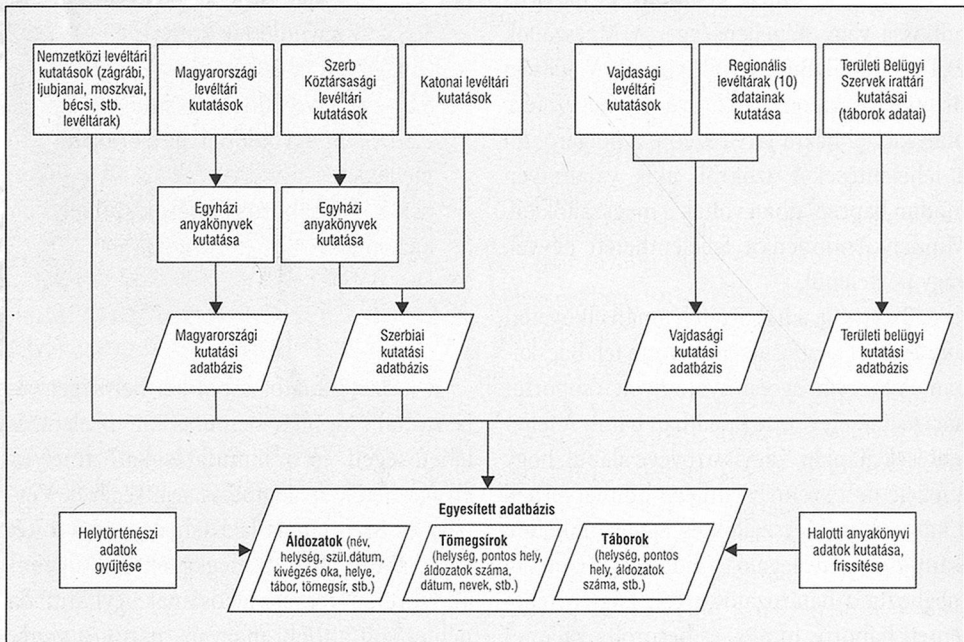 Nemzetközi levéltári
kutatások (zágrábi,
ljubjanai, moszkvai,
bécsi, stb.
levéltárak)
Magyarországi
levéltári
kutatások
Szerb
Köztársasági
levéltári
kutatások
Katonai levéltári
kutatások
Vajdasági
levéltári
kutatások
Regionális
levéltárak (10)
adatainak
kutatása
Területi Belügyi
Szervek irattári
kutatásai
(táborok adatai)
Egyházi
anyakönyvek
kutatása
Egyházi
anyakönyvek
kutatása
Magyarországi
kutatási
adatbázis
Szerbiai
kutatási
adatbázis
Vajdasági
kutatási
adatbázis
Területi belügyi
kutatási
adatbázis
Egyesített adatbázis
Helytörténészi
adatok
gyűjtése
Áldozatok (név,
helység, szül.dátum,
kivégzés oka, helye,
tábor, tömegsír, stb.)
Tömegsírok
(helység, pontos hely,
áldozatok száma,
dátum, nevek, stb.)
Táborok
(helység, pontos
hely, áldozatok
száma, stb.)
Halotti anyakönyvi
adatok kutatása,
frissítése